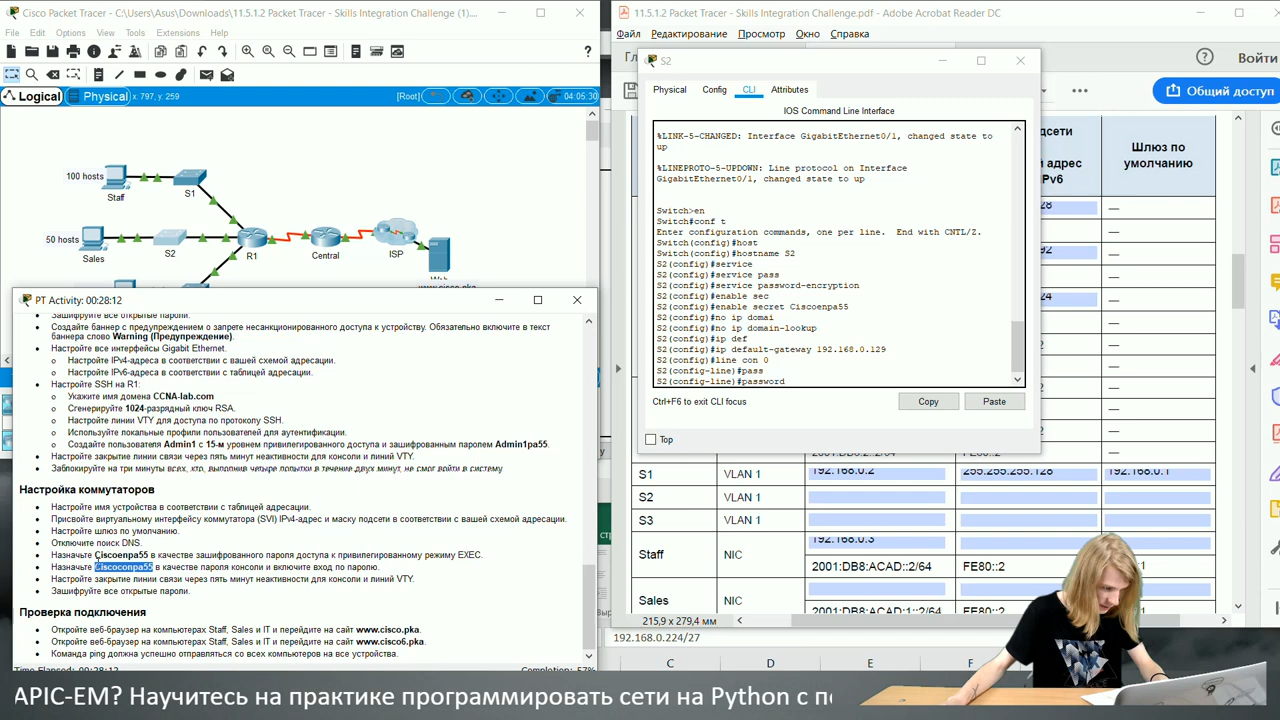 Cisco Packet Tracer - C:\Users\Asus\Downloads\11.5.1.2 Packet Tracer - Skills Integration Challenge (1)....
File Edit Options View Tools Extensions Help
Logical Physical x: 797, y: 259 [Root] 04:05:30
100 hosts
Staff
S1
50 hosts
Sales
S2
R1
Central
ISP
www.cisco.pka
PT Activity: 00:28:12
Зашифруйте все открытые пароли.
Создайте баннер с предупреждением о запрете несанкционированного доступа к устройству. Обязательно включите в текст
баннера слово Warning (Предупреждение).
Настройте все интерфейсы Gigabit Ethernet.
Настройте IPv4-адреса в соответствии с вашей схемой адресации.
Настройте IPv6-адреса в соответствии с таблицей адресации.
Настройте SSH на R1:
Укажите имя домена CCNA-lab.com
Сгенерируйте 1024-разрядный ключ RSA.
Настройте линии VTY для доступа по протоколу SSH.
Используйте локальные профили пользователей для аутентификации.
Создайте пользователя Admin1 с 15-м уровнем привилегированного доступа и зашифрованным паролем Admin1pa55.
Настройте закрытие линии связи через пять минут неактивности для консоли и линий VTY.
Заблокируйте на три минуты всех, кто, выполнив четыре попытки в течение двух минут, не смог войти в систему
Настройка коммутаторов
Настройте имя устройства в соответствии с таблицей адресации.
Присвойте виртуальному интерфейсу коммутатора (SVI) IPv4-адрес и маску подсети в соответствии с вашей схемой адресации.
Настройте шлюз по умолчанию.
Отключите поиск DNS.
Назначьте Ciscoenpa55 в качестве зашифрованного пароля доступа к привилегированному режиму EXEC.
Назначьте Ciscoconpa55 в качестве пароля консоли и включите вход по паролю.
Настройте закрытие линии связи через пять минут неактивности для консоли и линий VTY.
Зашифруйте все открытые пароли.
Проверка подключения
Откройте веб-браузер на компьютерах Staff, Sales и IT и перейдите на сайт www.cisco.pka.
Откройте веб-браузер на компьютерах Staff, Sales и IT и перейдите на сайт www.cisco6.pka.
Команда ping должна успешно отправляться со всех компьютеров на все устройства.
Time Elapsed: 00:28:12 Completion: 57%
11.5.1.2 Packet Tracer - Skills Integration Challenge.pdf - Adobe Acrobat Reader DC
Файл Редактирование Просмотр Окно Справка
Войти
Общий доступ
S2
Physical Config CLI Attributes
IOS Command Line Interface
%LINK-5-CHANGED: Interface GigabitEthernet0/1, changed state to
up
%LINEPROTO-5-UPDOWN: Line protocol on Interface
GigabitEthernet0/1, changed state to up
Switch>en
Switch#conf t
Enter configuration commands, one per line. End with CNTL/Z.
Switch(config)#host
Switch(config)#hostname S2
S2(config)#service
S2(config)#service pass
S2(config)#service password-encryption
S2(config)#enable sec
S2(config)#enable secret Ciscoenpa55
S2(config)#no ip domai
S2(config)#no ip domain-lookup
S2(config)#ip def
S2(config)#ip default-gateway 192.168.0.129
S2(config)#line con 0
S2(config-line)#pass
S2(config-line)#password
Ctrl+F6 to exit CLI focus
Copy Paste
Top
Шлюз по
умолчанию
S1 VLAN 1 192.168.0.2 255.255.255.128 192.168.0.1
S2 VLAN 1
S3 VLAN 1
Staff NIC 192.168.0.3
2001:DB8:ACAD::2/64 FE80::2
Sales NIC
2001:DB8:ACAD:1::2/64 FE80::2
215,9 x 279,4 мм
192.168.0.224/27
C D E F
APIC-EM? Научитесь на практике программировать сети на Python с